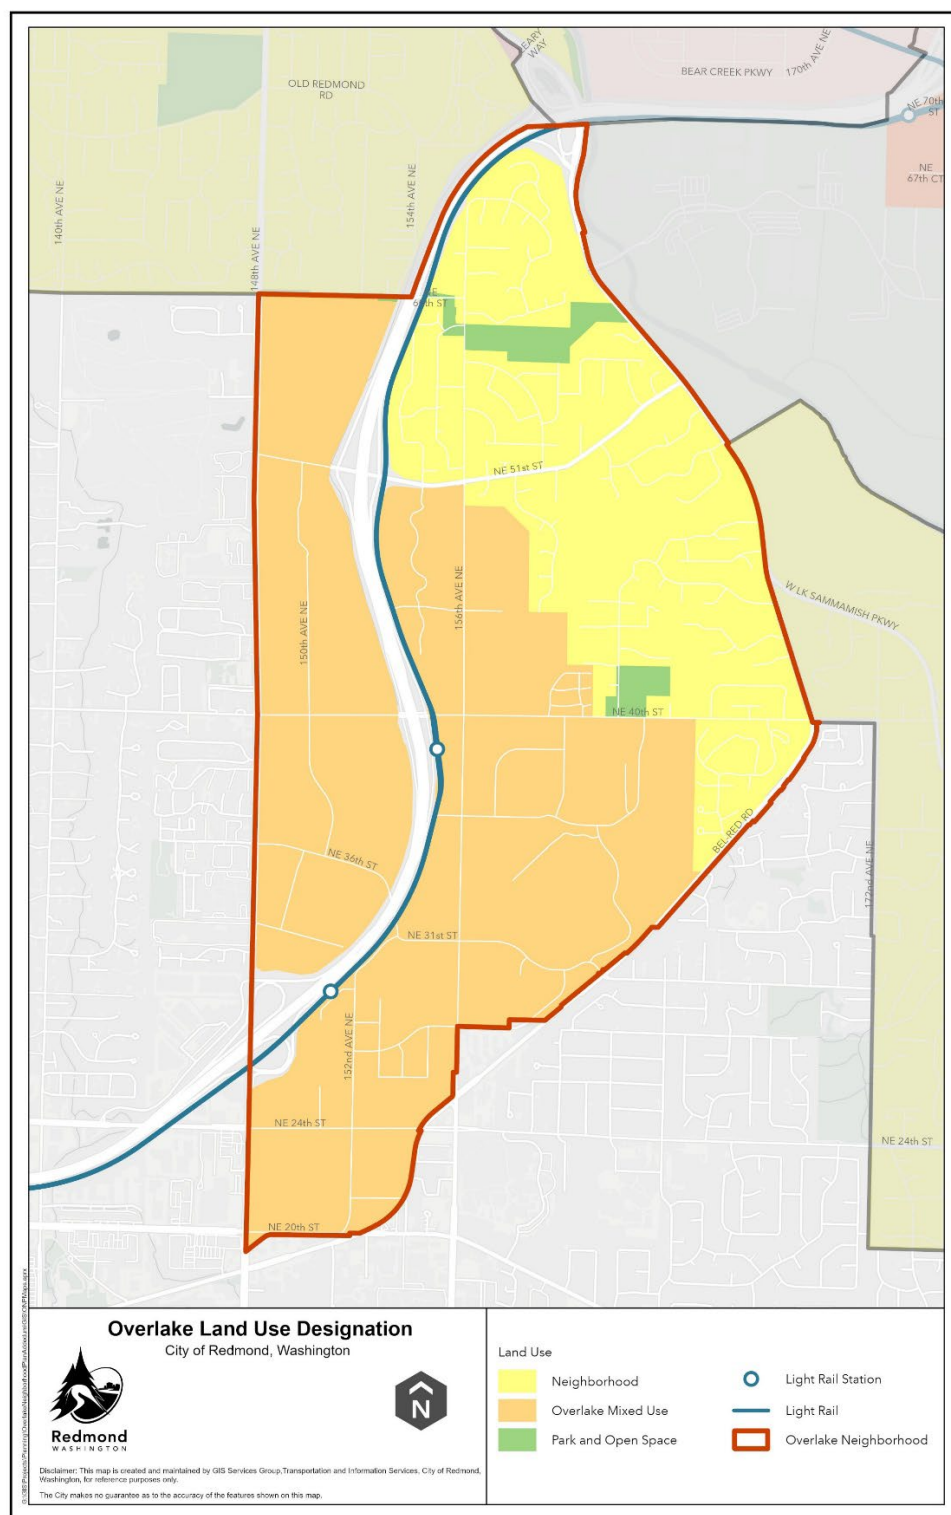 LEARY
WAY
BEAR CREEK PKWY
170th AVE NE
OLD REDMOND
RD
NE 70th
ST
NE
67th CT
140th AVE NE
148th AVE NE
154th AVE NE
NE
60th ST
NE 51st ST
156th AVE NE
150th AVE NE
W LK SAMMAMISH PKWY
NE 40th ST
BEL-RED RD
NE 36th ST
172nd AVE NE
NE 31st ST
152nd AVE NE
NE 24th ST
NE 24th ST
NE 20th ST
Overlake Land Use Designation
City of Redmond, Washington
Redmond
WASHINGTON
N
Disclaimer: This map is created and maintained by GIS Services Group,Transportation and Information Services, City of Redmond,
Washington, for reference purposes only.
The City makes no guarantee as to the accuracy of the features shown on this map.
Land Use
Neighborhood
Overlake Mixed Use
Park and Open Space
Light Rail Station
Light Rail
Overlake Neighborhood